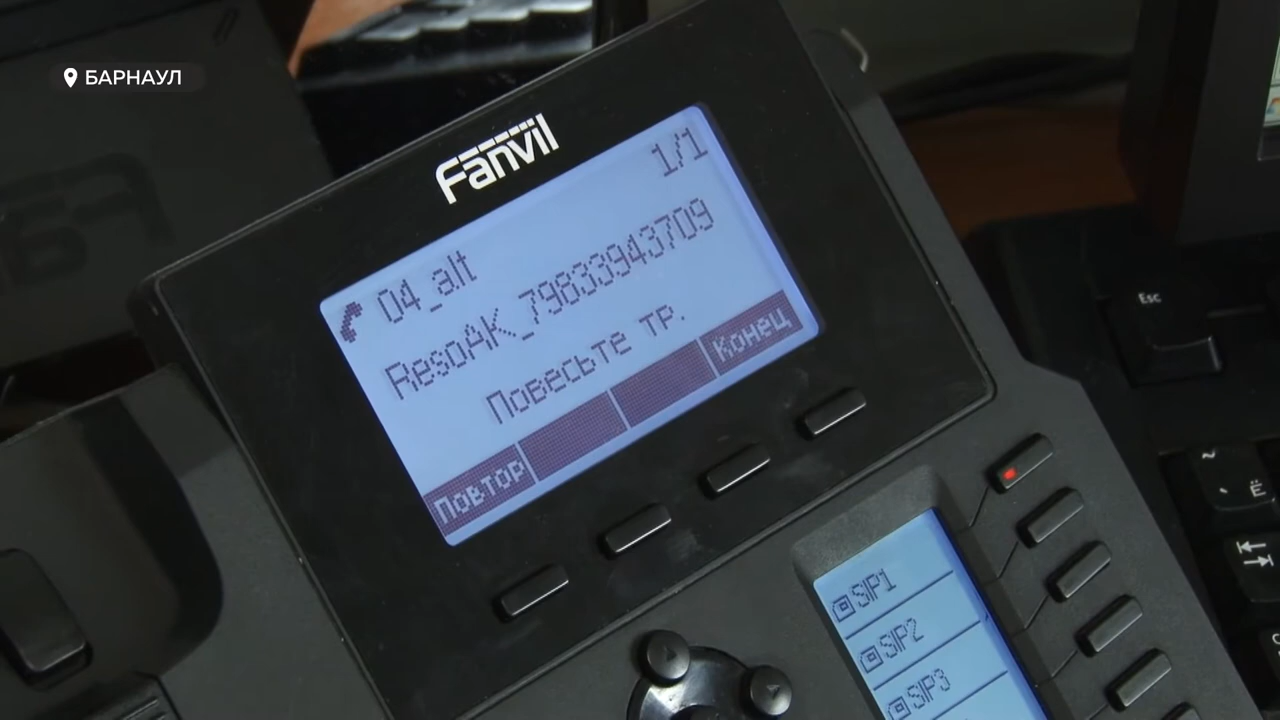 БАРНАУЛ
Fanvil
1/1
04_alt
ResoAK_79833943709
Повесьте тр.
Повтор
Конец
SIP1
SIP2
SIP3
Esc
~
Ё